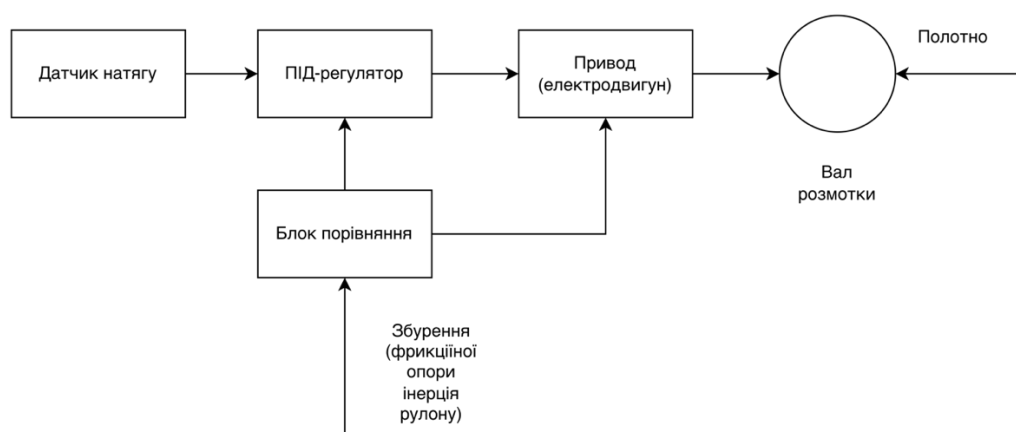 Полотно
Датчик натягу
ПІД-регулятор
Привод
(електродвигун)
Вал
розмотки
Блок порівняння
Збурення
(фрикціїної
опори
інерція
рулону)